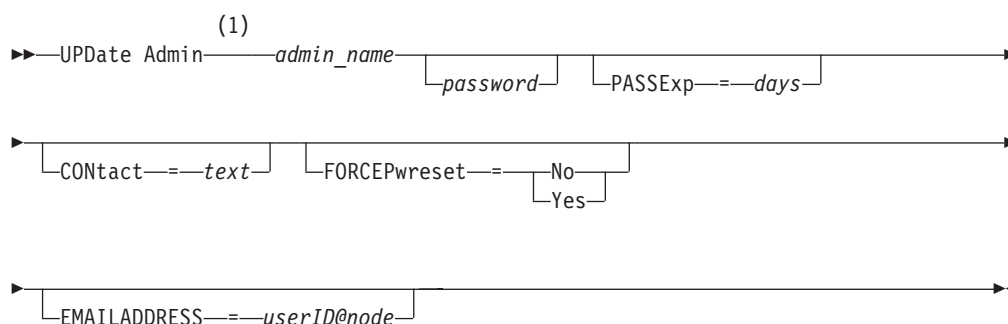 (1)
UPDate Admin admin_name
password PASSExp = days
CONtact = text FORCEPwreset = No
Yes
EMAILADDRESS = userID@node